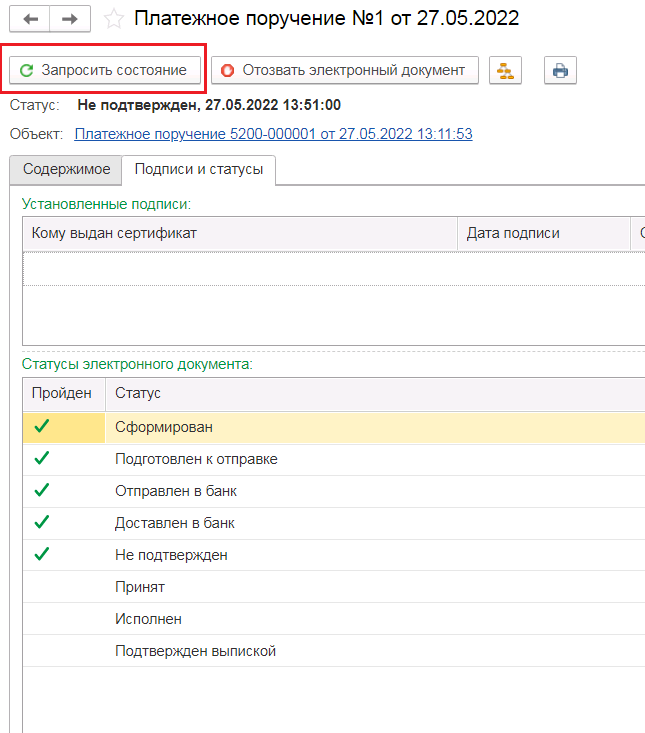 Платежное поручение №1 от 27.05.2022
Запросить состояние Отозвать электронный документ
Статус: Не подтвержден, 27.05.2022 13:51:00
Объект: Платежное поручение 5200-000001 от 27.05.2022 13:11:53
Содержимое Подписи и статусы
Установленные подписи:
Кому выдан сертификат Дата подписи
Статусы электронного документа:
Пройден Статус
Сформирован
Подготовлен к отправке
Отправлен в банк
Доставлен в банк
Не подтвержден
Принят
Исполнен
Подтвержден выпиской